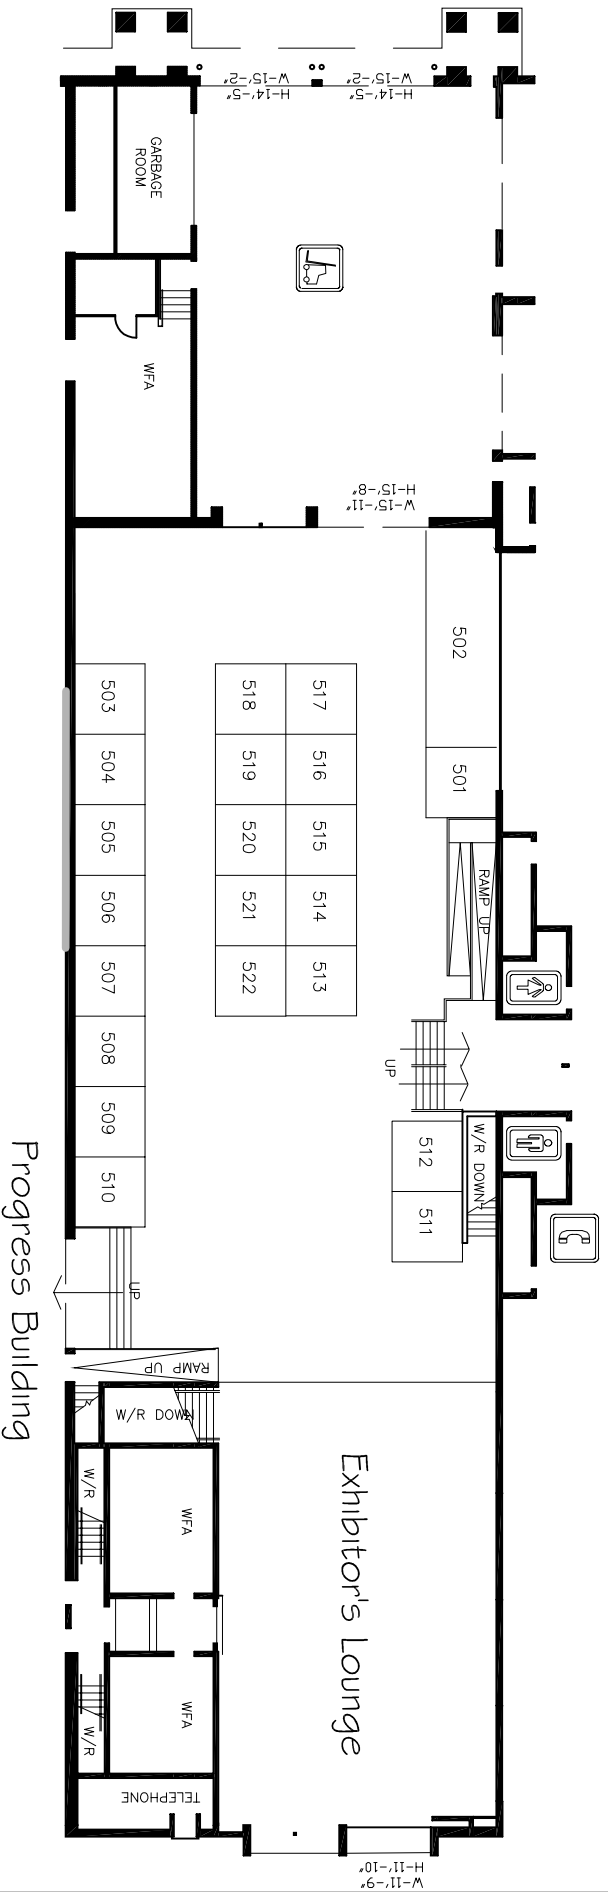 W-15'-2"
H-14'-5"
W-15'-2"
H-14'-5"
GARBAGE
ROOM
WFA
W-15'-11"
H-15'-8"
502
501
503
504
505
506
507
508
509
510
518
519
520
521
522
517
516
515
514
513
RAMP UP
UP
512
511
W/R DOWN
UP
RAMP UP
W/R DOWN
W/R
WFA
WFA
W/R
TELEPHONE
Exhibitor's Lounge
Progress Building
W-11'-9"
H-11'-10"